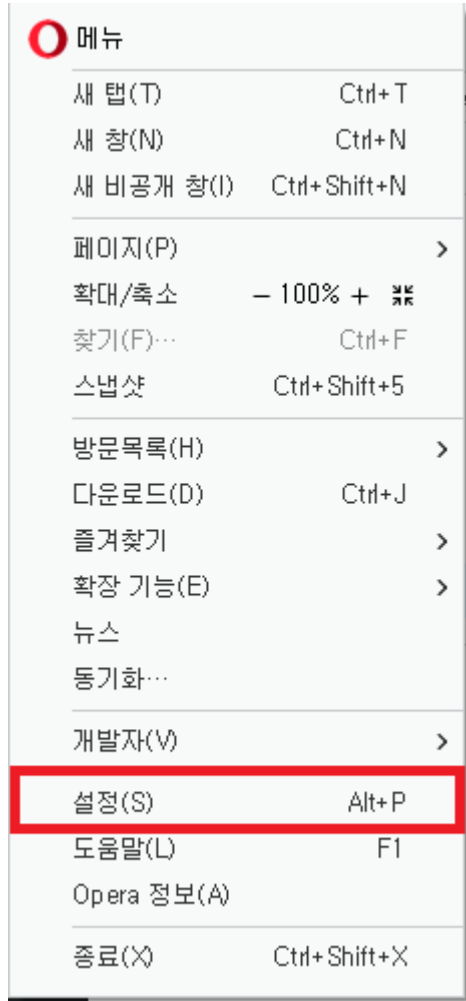 메뉴
새 탭(T) Ctrl+T
새 창(N) Ctrl+N
새 비공개 창(I) Ctrl+Shift+N
페이지(P)
확대/축소 – 100% +
찾기(F)… Ctrl+F
스냅샷 Ctrl+Shift+5
방문목록(H)
다운로드(D) Ctrl+J
즐겨찾기
확장 기능(E)
뉴스
동기화…
개발자(V)
설정(S) Alt+P
도움말(L) F1
Opera 정보(A)
종료(X) Ctrl+Shift+X